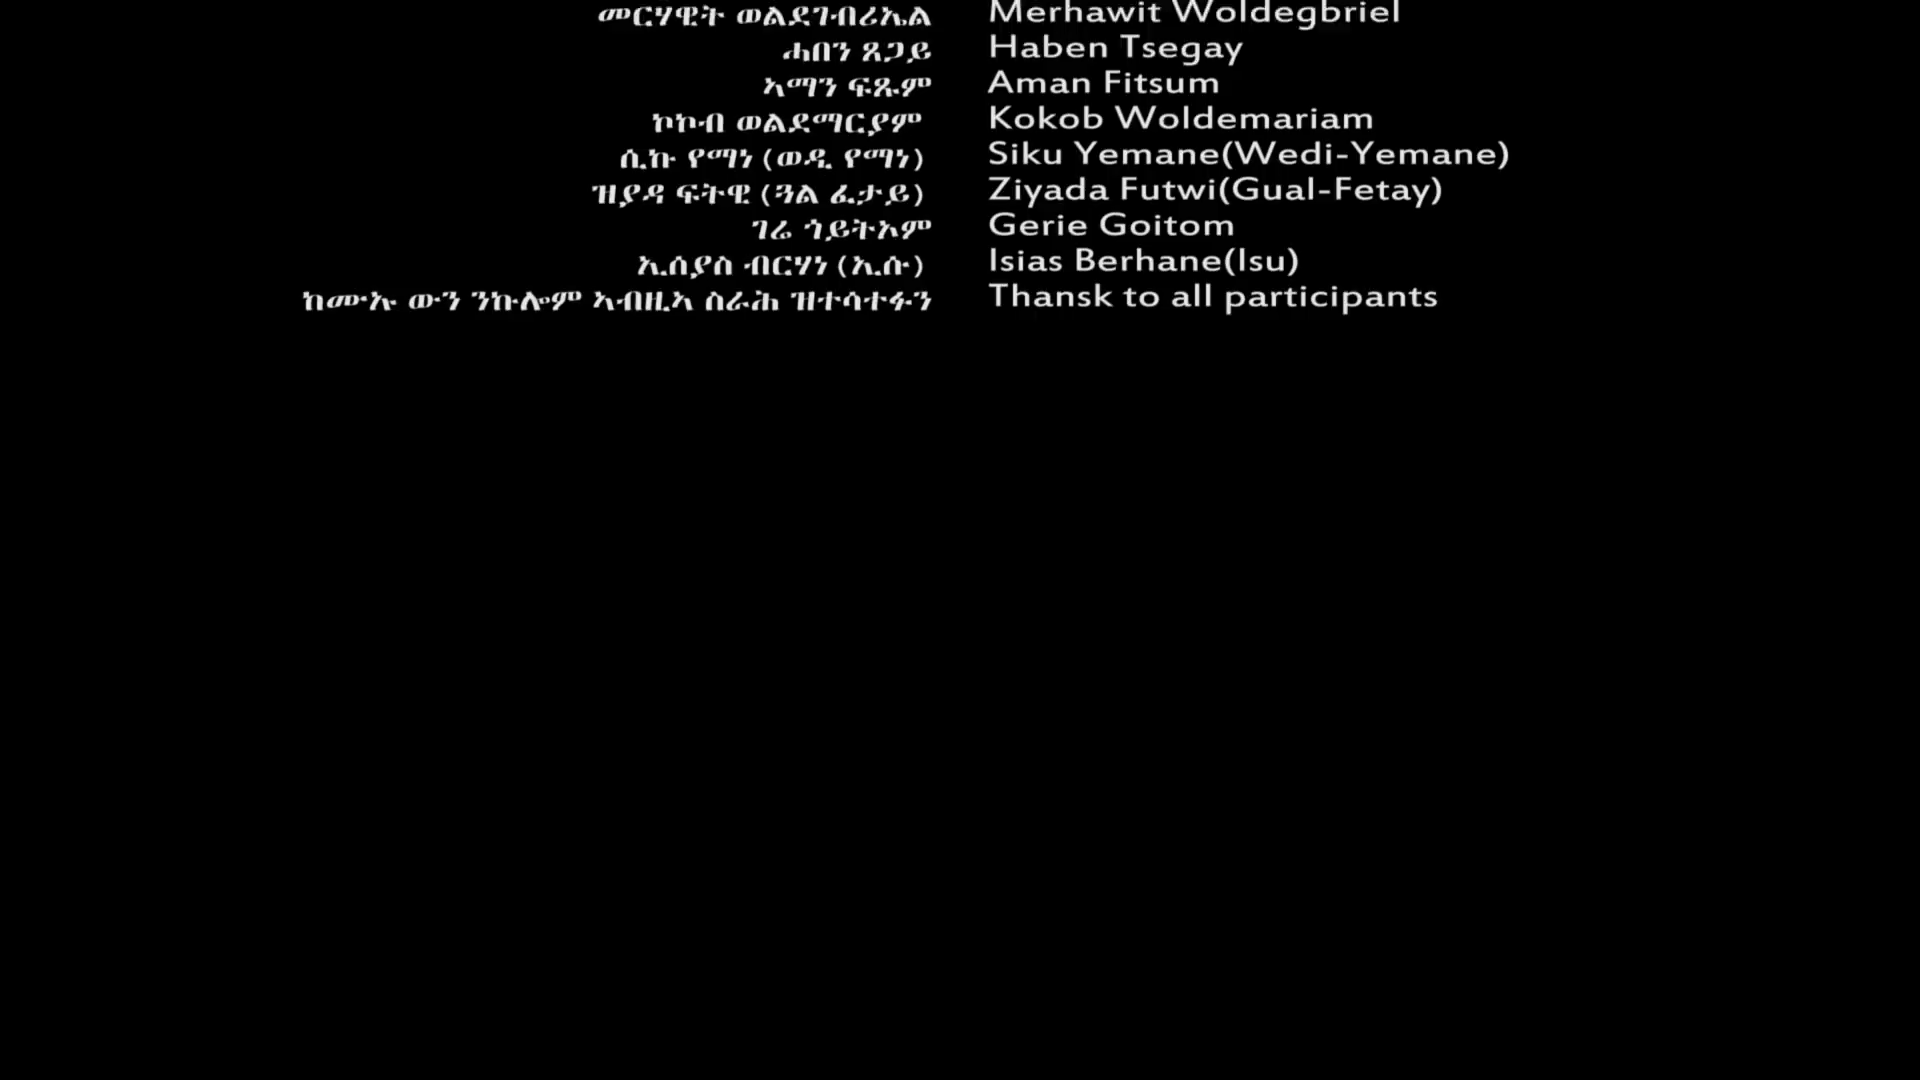 መርሃዊት ወልደገብሪኤል Merhawit Woldegbriel
ሓበን ጸጋይ Haben Tsegay
ኣማን ፍጹም Aman Fitsum
ኮኮብ ወልደማርያም Kokob Woldemariam
ሲኩ የማነ (ወዲ የማነ) Siku Yemane(Wedi-Yemane)
ዝያዳ ፍትዊ (ጓል ፈታይ) Ziyada Futwi(Gual-Fetay)
ገሬ ጎይትኦም Gerie Goitom
ኢሰያስ ብርሃነ (ኢሱ) Isias Berhane(Isu)
ከሙኡ ውን ንኩሎም ኣብዚኣ ስራሕ ዝተሳተፉን Thansk to all participants